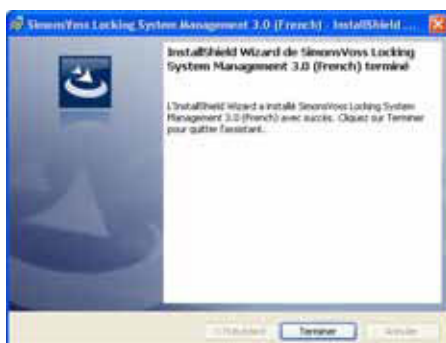 SimonsVoss Locking System Management 3.0 (French) - InstallShield ...
InstallShield Wizard de SimonsVoss Locking
System Management 3.0 (French) terminé
L'InstallShield Wizard a installé SimonsVoss Locking System
Management 3.0 (French) avec succès. Cliquez sur Terminer
pour quitter l'assistant.
< Précédent
Terminer
Annuler